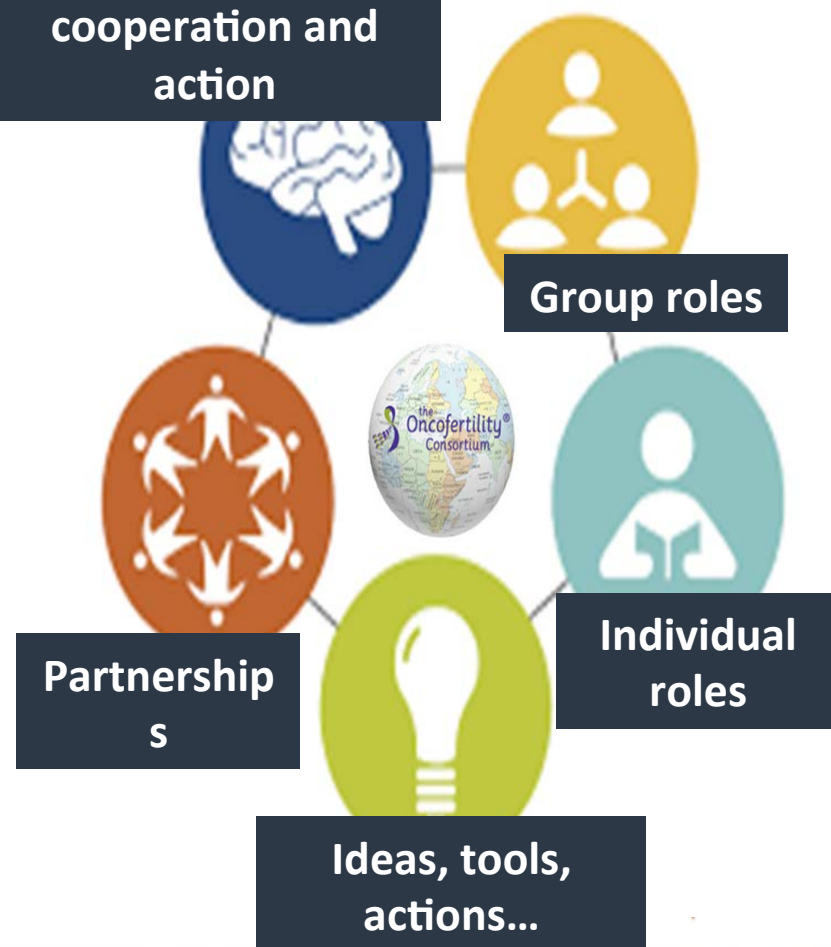 cooperation and
action
Group roles
the
Oncofertility®
Consortium
Individual
roles
Partnership
s
Ideas, tools,
actions...